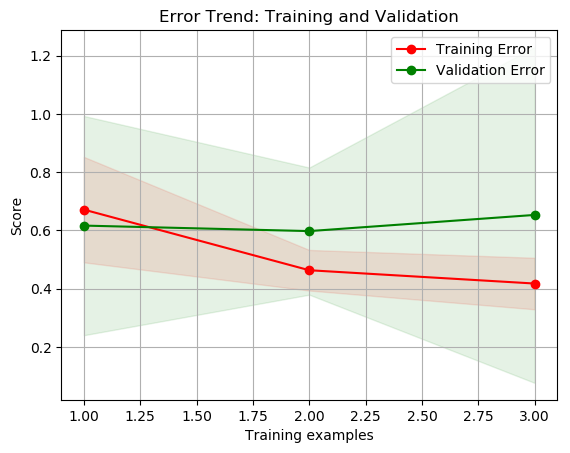 Error Trend: Training and Validation
Training Error
Validation Error
1.2
1.0
0.8
0.6
0.4
0.2
Score
1.00 1.25 1.50 1.75 2.00 2.25 2.50 2.75 3.00
Training examples